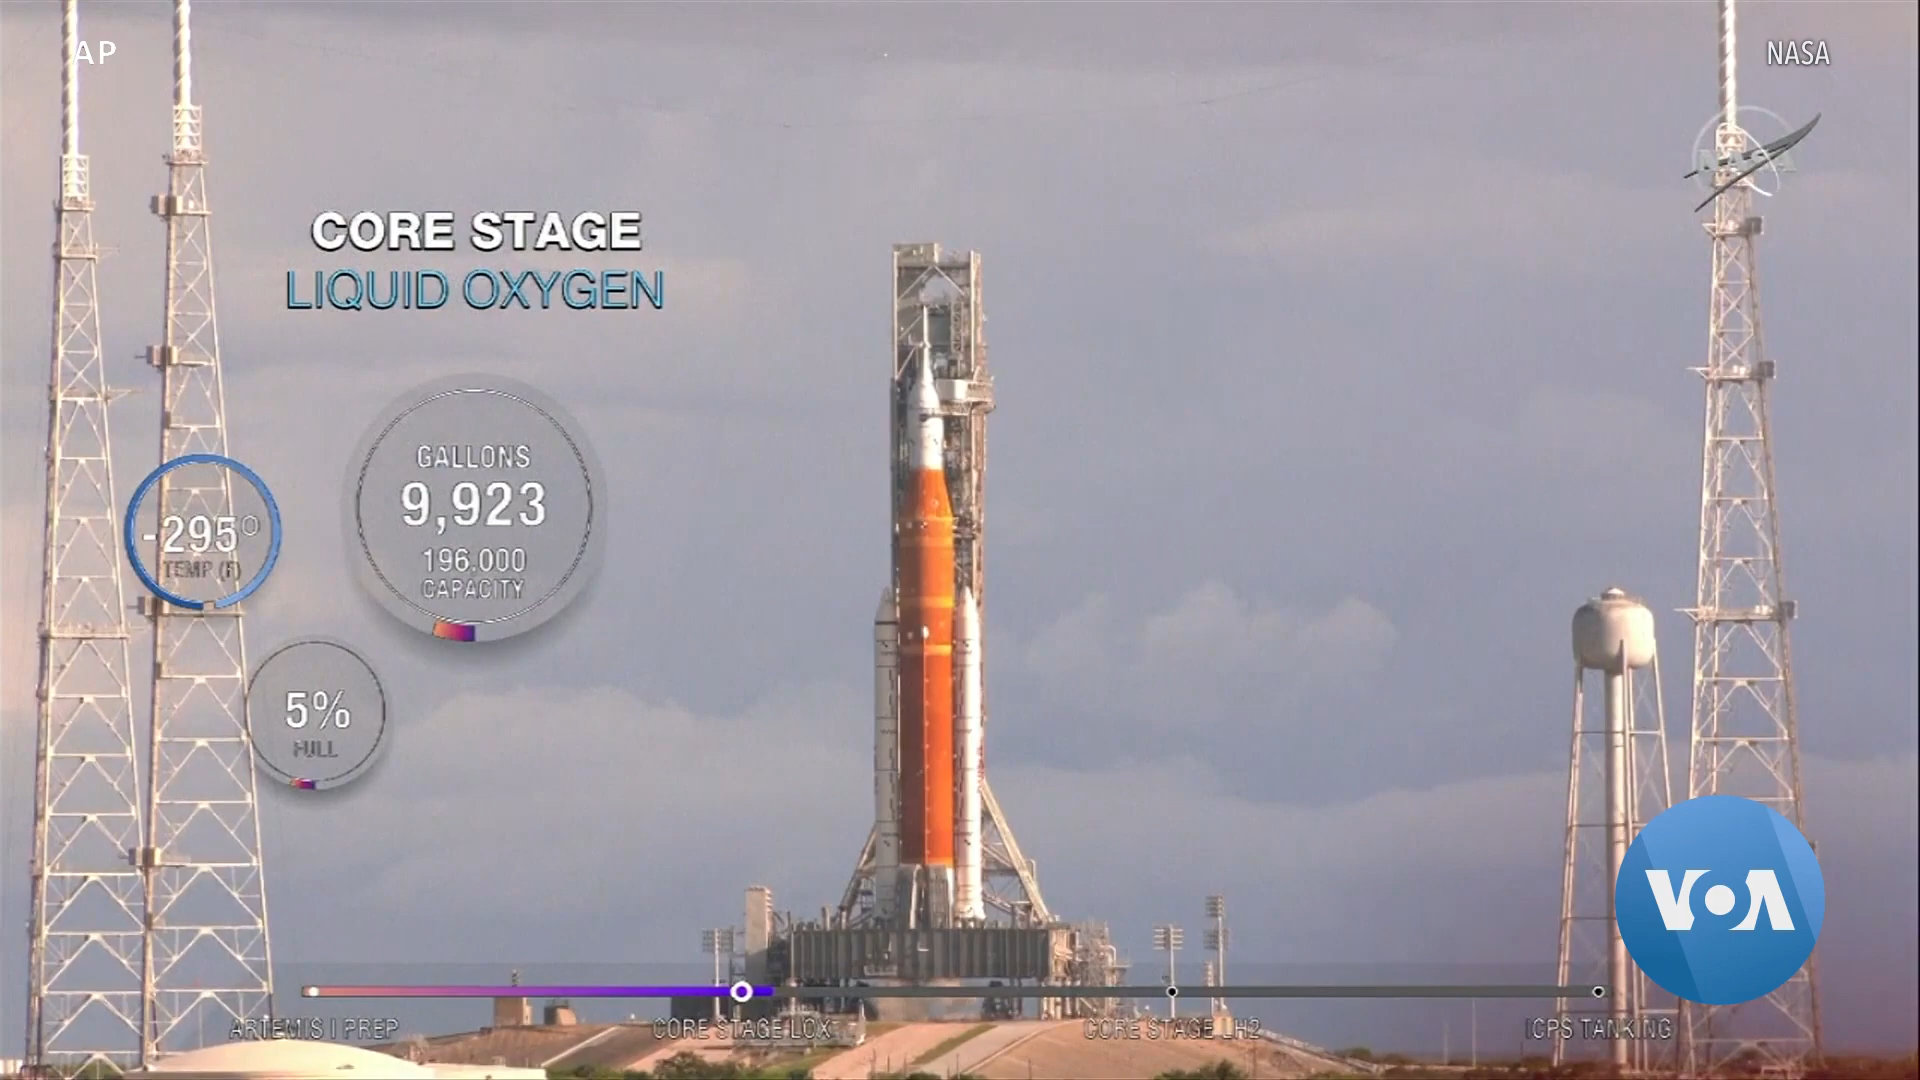 AP
NASA
NASA
CORE STAGE
LIQUID OXYGEN
GALLONS
9,923
196.000
CAPACITY
-295°
TEMP (F)
5%
FULL
VOA
ARTEMIS I PREP
CORE STAGE LOX
CORE STAGE LH2
ICPS TANKING